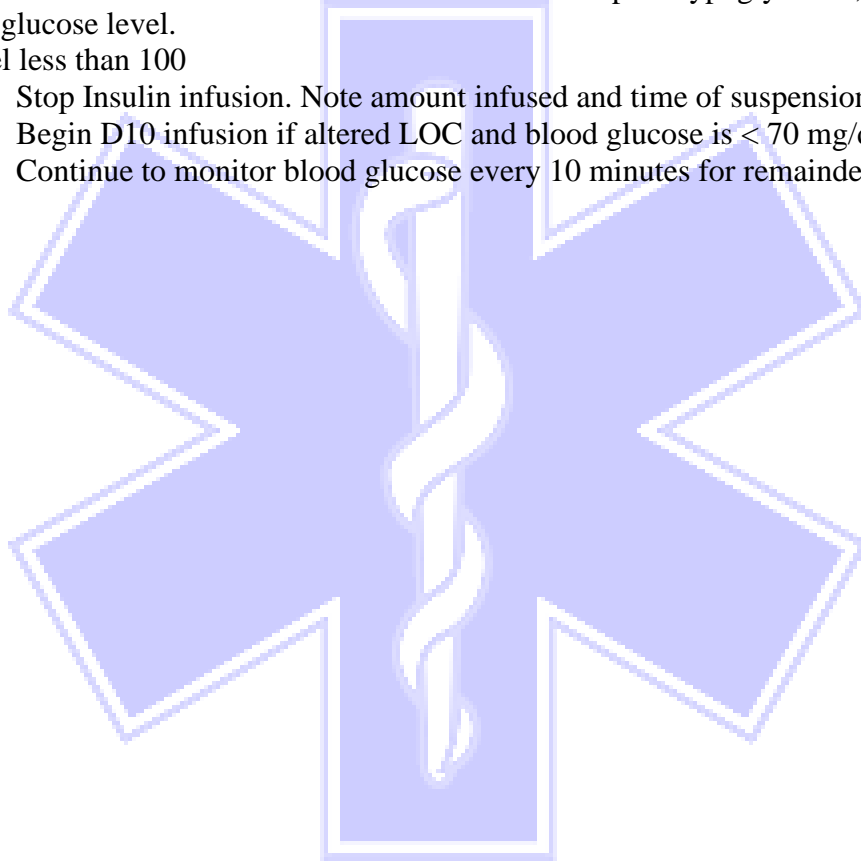 glucose level.
l less than 100
Stop Insulin infusion. Note amount infused and time of suspension
Begin D10 infusion if altered LOC and blood glucose is < 70 mg/
Continue to monitor blood glucose every 10 minutes for remainde